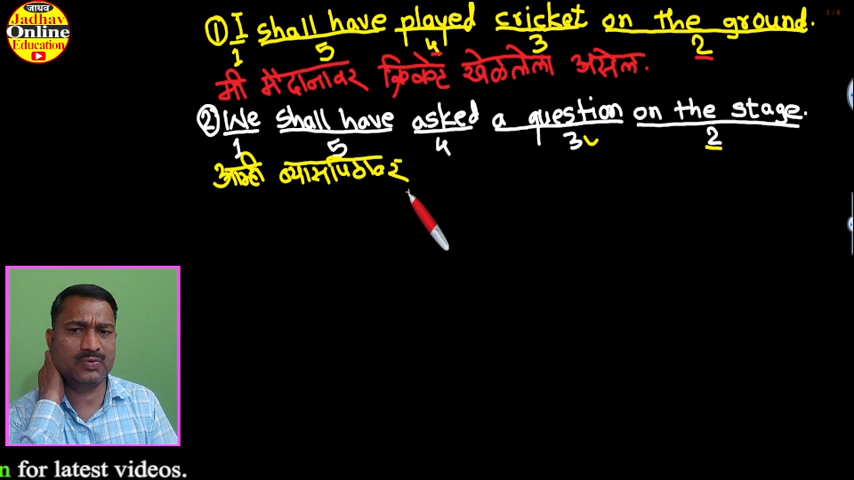 जाधव
Jadhav
Online
Education
① I shall have played cricket on the ground.
1 5 4 3 2
मी मैदानावर क्रिकेट खेळलेला असेल.
② We shall have asked a question on the stage.
1 5 4 3 2
आम्ही व्यासपिठावर
n for latest videos.